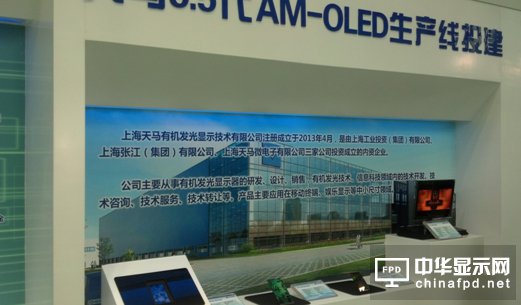 5.5代AM-OLED生产线投建
上海天马有机发光显示技术有限公司注册成立于2013年4月，是由上海工业投资（集团）有限公司、
上海张江（集团）有限公司、上海天马微电子有限公司三家公司投资成立的内资企业。
公司主要从事有机发光显示器的研发、设计、销售，有机发光技术、信息科技领域内的技术开发、技
术咨询、技术服务、技术转让等，产品主要应用在移动终端、娱乐显示等中小尺寸领域。
FPD 中华显示网
chinafpd.net